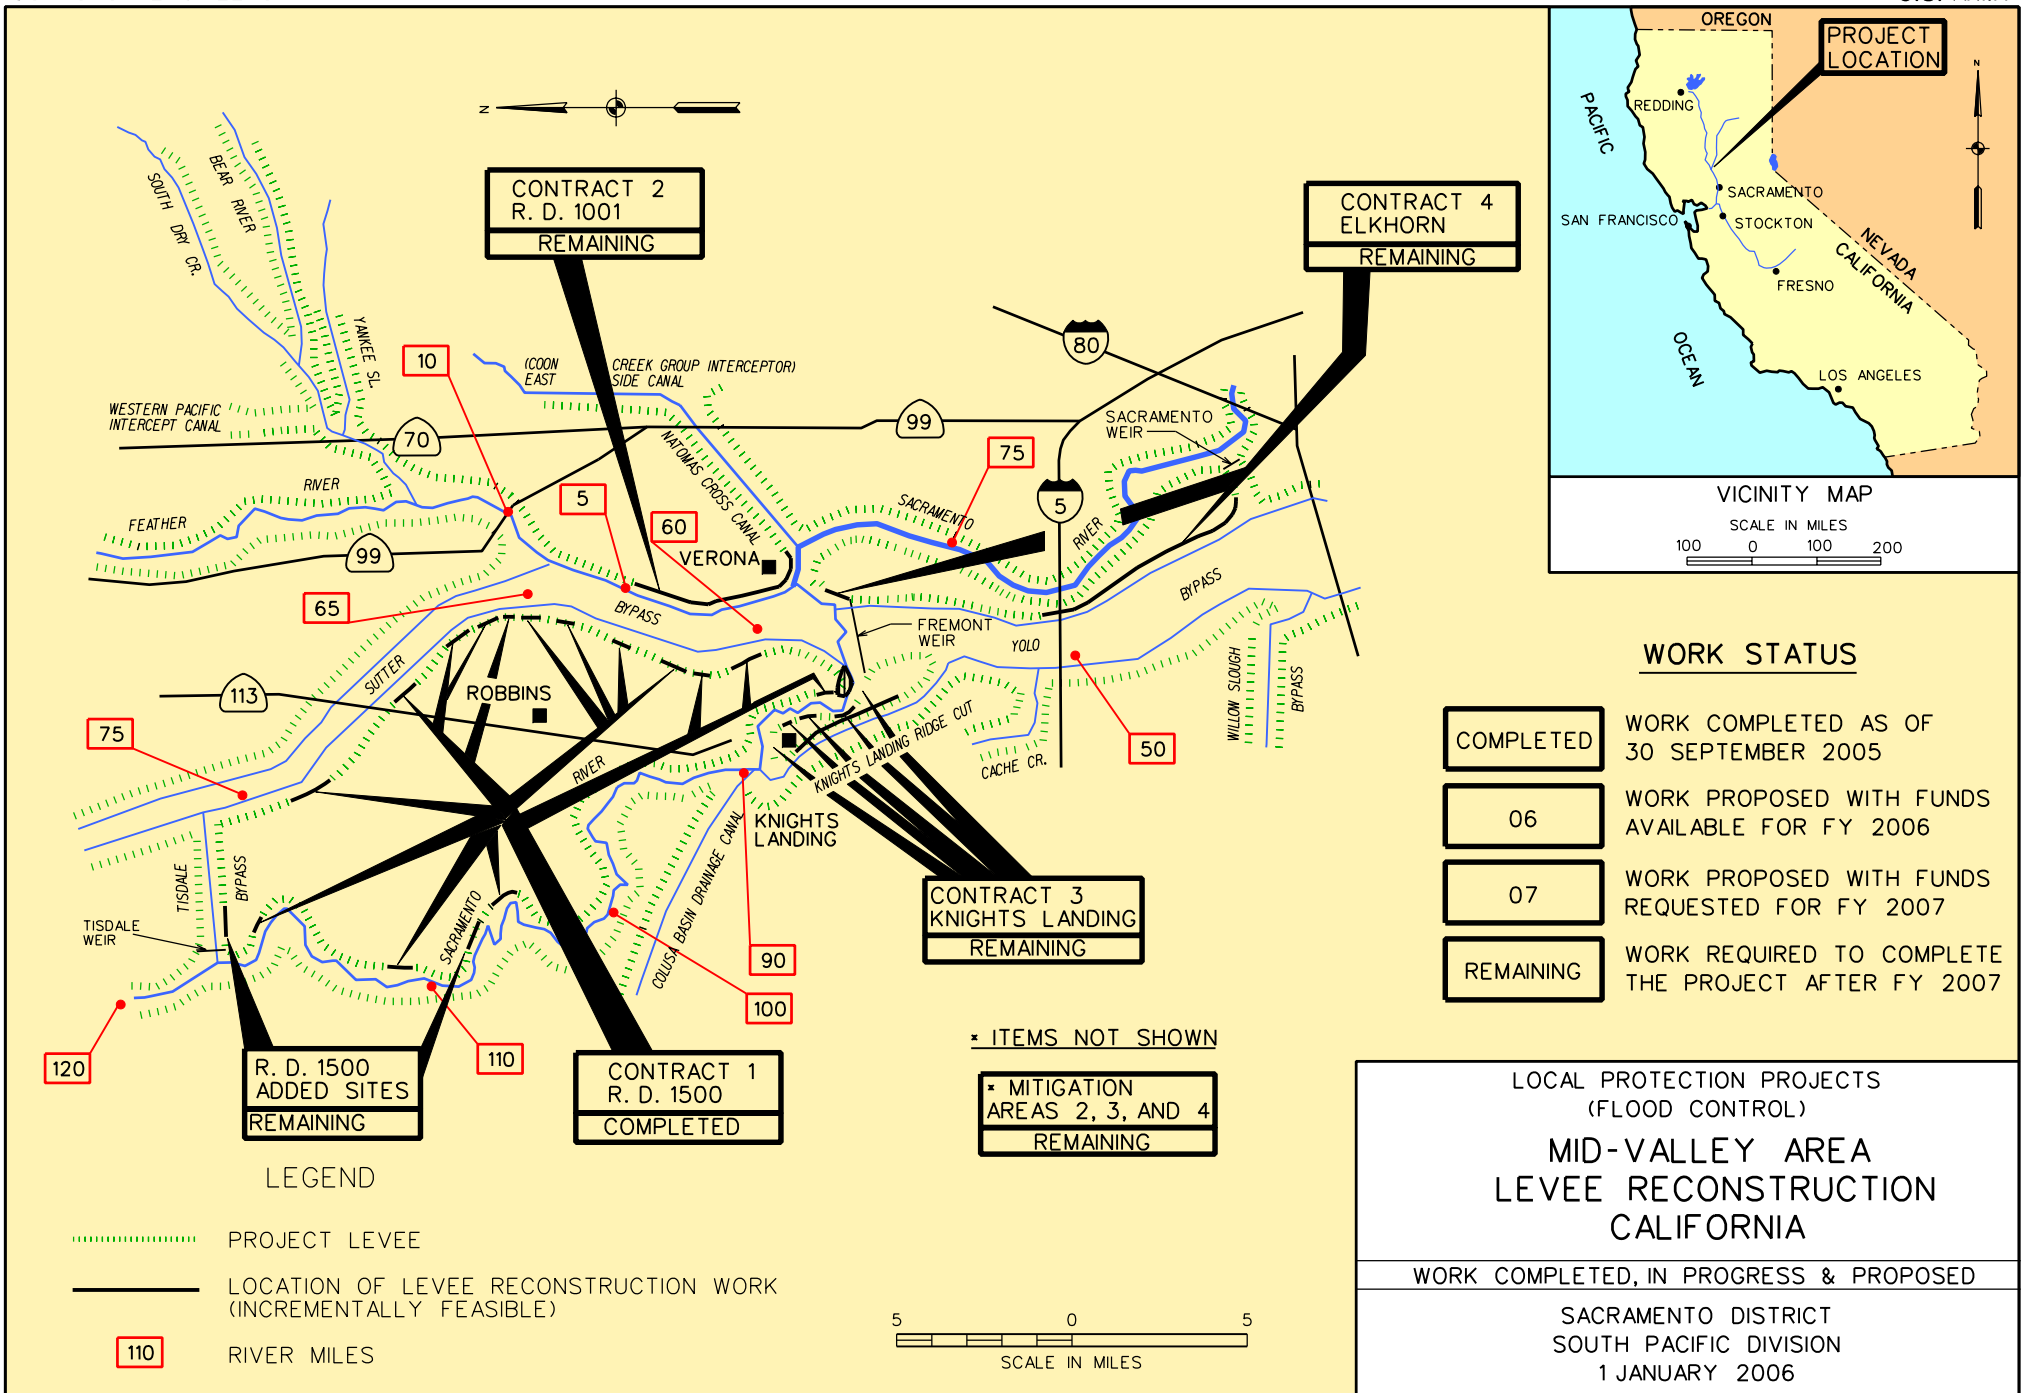 N
CONTRACT 2
R. D. 1001
REMAINING
CONTRACT 4
ELKHORN
REMAINING
BEAR RIVER
SOUTH DRY CR.
YANKEE SL.
10
(COON CREEK GROUP INTERCEPTOR)
EAST SIDE CANAL
WESTERN PACIFIC
INTERCEPT CANAL
70
99
80
SACRAMENTO
WEIR
75
NATOMAS CROSS CANAL
RIVER
FEATHER
5
60
SACRAMENTO
5
RIVER
99
VERONA
65
BYPASS
BYPASS
FREMONT
WEIR
YOLO
SUTTER
113
ROBBINS
WILLOW SLOUGH
BYPASS
75
50
RIVER
KNIGHTS LANDING RIDGE CUT
CACHE CR.
KNIGHTS
LANDING
TISDALE
BYPASS
TISDALE
WEIR
SACRAMENTO
COLUSA BASIN DRAINAGE CANAL
CONTRACT 3
KNIGHTS LANDING
REMAINING
90
100
110
120
R. D. 1500
ADDED SITES
REMAINING
CONTRACT 1
R. D. 1500
COMPLETED
* ITEMS NOT SHOWN
* MITIGATION
AREAS 2, 3, AND 4
REMAINING
LEGEND
PROJECT LEVEE
LOCATION OF LEVEE RECONSTRUCTION WORK
(INCREMENTALLY FEASIBLE)
110
RIVER MILES
5 0 5
SCALE IN MILES
OREGON
PROJECT
LOCATION
N
PACIFIC
REDDING
SACRAMENTO
SAN FRANCISCO
STOCKTON
NEVADA
CALIFORNIA
FRESNO
OCEAN
LOS ANGELES
VICINITY MAP
SCALE IN MILES
100 0 100 200
WORK STATUS
COMPLETED
WORK COMPLETED AS OF
30 SEPTEMBER 2005
06
WORK PROPOSED WITH FUNDS
AVAILABLE FOR FY 2006
07
WORK PROPOSED WITH FUNDS
REQUESTED FOR FY 2007
REMAINING
WORK REQUIRED TO COMPLETE
THE PROJECT AFTER FY 2007
LOCAL PROTECTION PROJECTS
(FLOOD CONTROL)
MID-VALLEY AREA
LEVEE RECONSTRUCTION
CALIFORNIA
WORK COMPLETED, IN PROGRESS & PROPOSED
SACRAMENTO DISTRICT
SOUTH PACIFIC DIVISION
1 JANUARY 2006